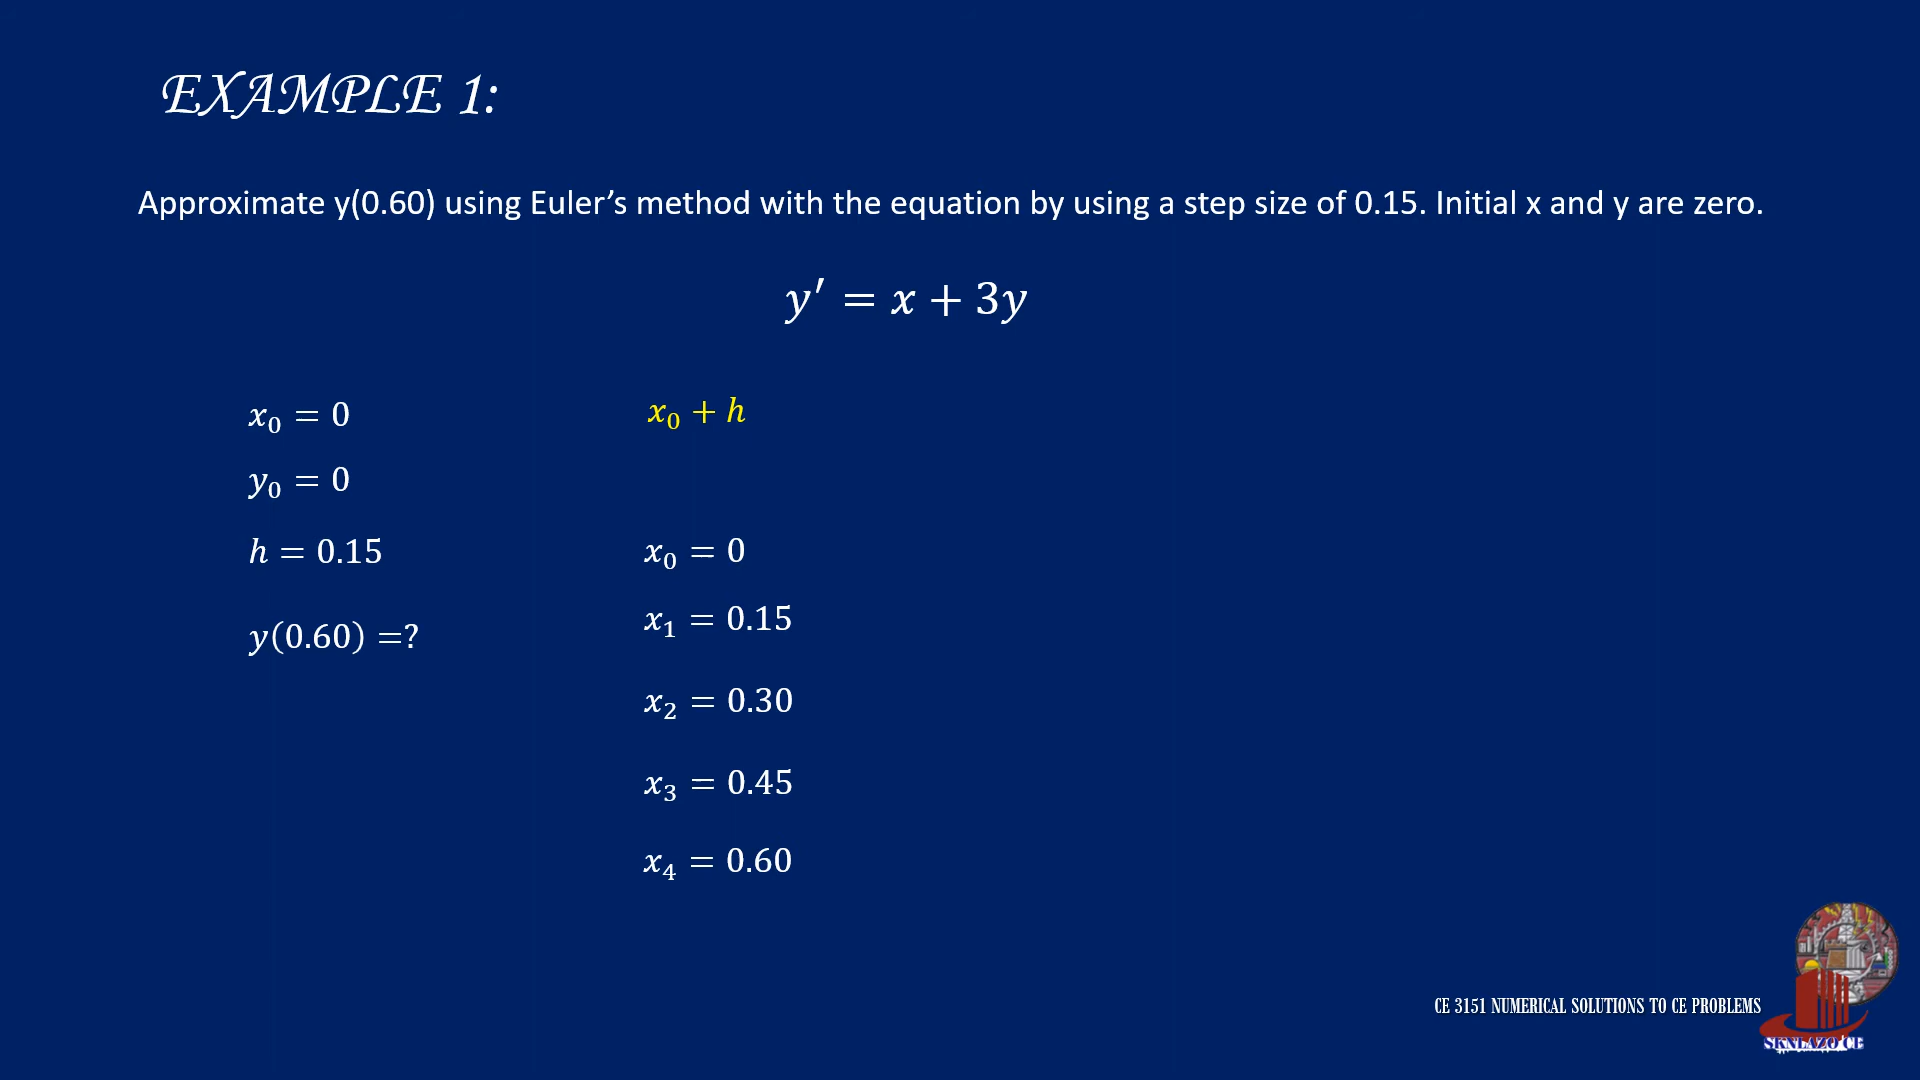 EXAMPLE 1:
Approximate y(0.60) using Euler’s method with the equation by using a step size of 0.15. Initial x and y are zero.
y′ = x + 3y
x₀ = 0
y₀ = 0
h = 0.15
y(0.60) =?
x₀ + h
x₀ = 0
x₁ = 0.15
x₂ = 0.30
x₃ = 0.45
x₄ = 0.60
CE 3151 NUMERICAL SOLUTIONS TO CE PROBLEMS